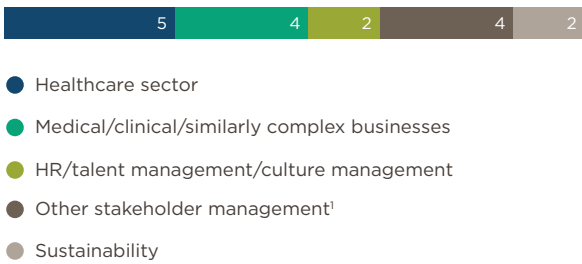 5 4 2 4 2
Healthcare sector
Medical/clinical/similarly complex businesses
HR/talent management/culture management
Other stakeholder management¹
Sustainability